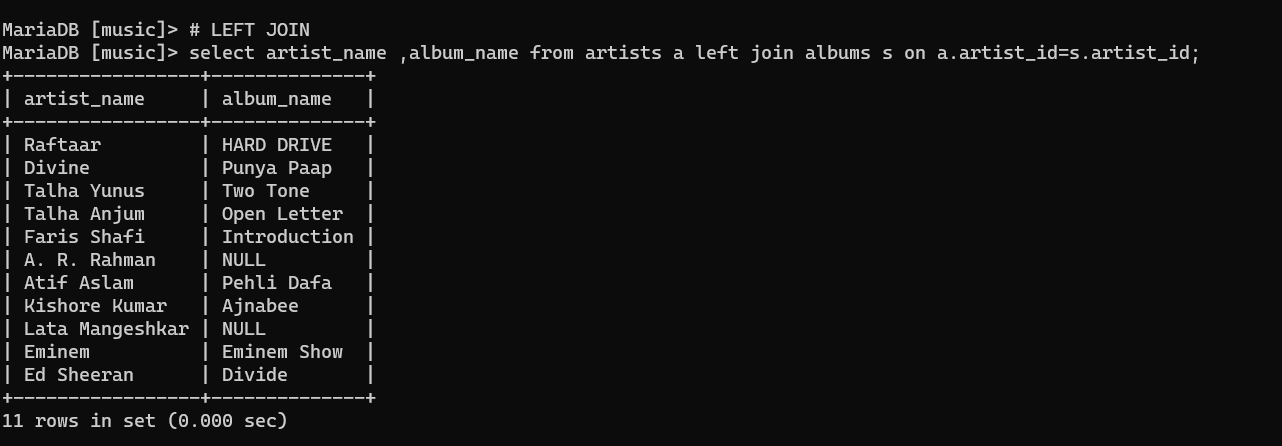 MariaDB [music]> # LEFT JOIN
MariaDB [music]> select artist_name ,album_name from artists a left join albums s on a.artist_id=s.artist_id;
+-----------------+--------------+
| artist_name     | album_name   |
+-----------------+--------------+
| Raftaar         | HARD DRIVE   |
| Divine          | Punya Paap   |
| Talha Yunus     | Two Tone     |
| Talha Anjum     | Open Letter  |
| Faris Shafi     | Introduction |
| A. R. Rahman    | NULL         |
| Atif Aslam      | Pehli Dafa   |
| Kishore Kumar   | Ajnabee      |
| Lata Mangeshkar | NULL         |
| Eminem          | Eminem Show  |
| Ed Sheeran      | Divide       |
+-----------------+--------------+
11 rows in set (0.000 sec)